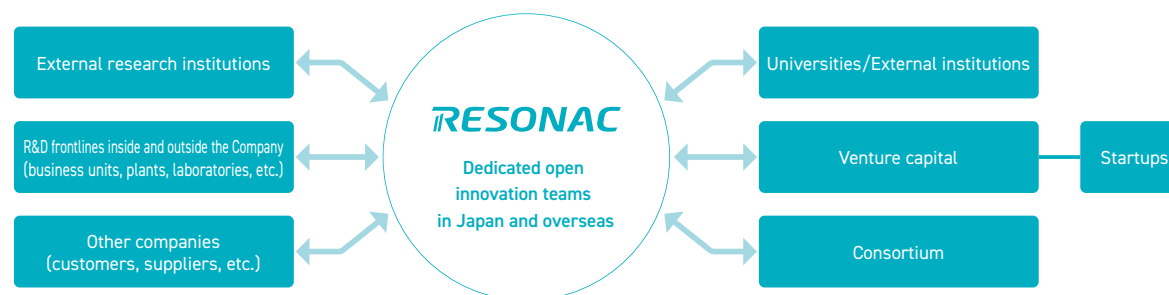 External research institutions
R&D frontlines inside and outside the Company
(business units, plants, laboratories, etc.)
Other companies
(customers, suppliers, etc.)
RESONAC
Dedicated open
innovation teams
in Japan and overseas
Universities/External institutions
Venture capital
Startups
Consortium